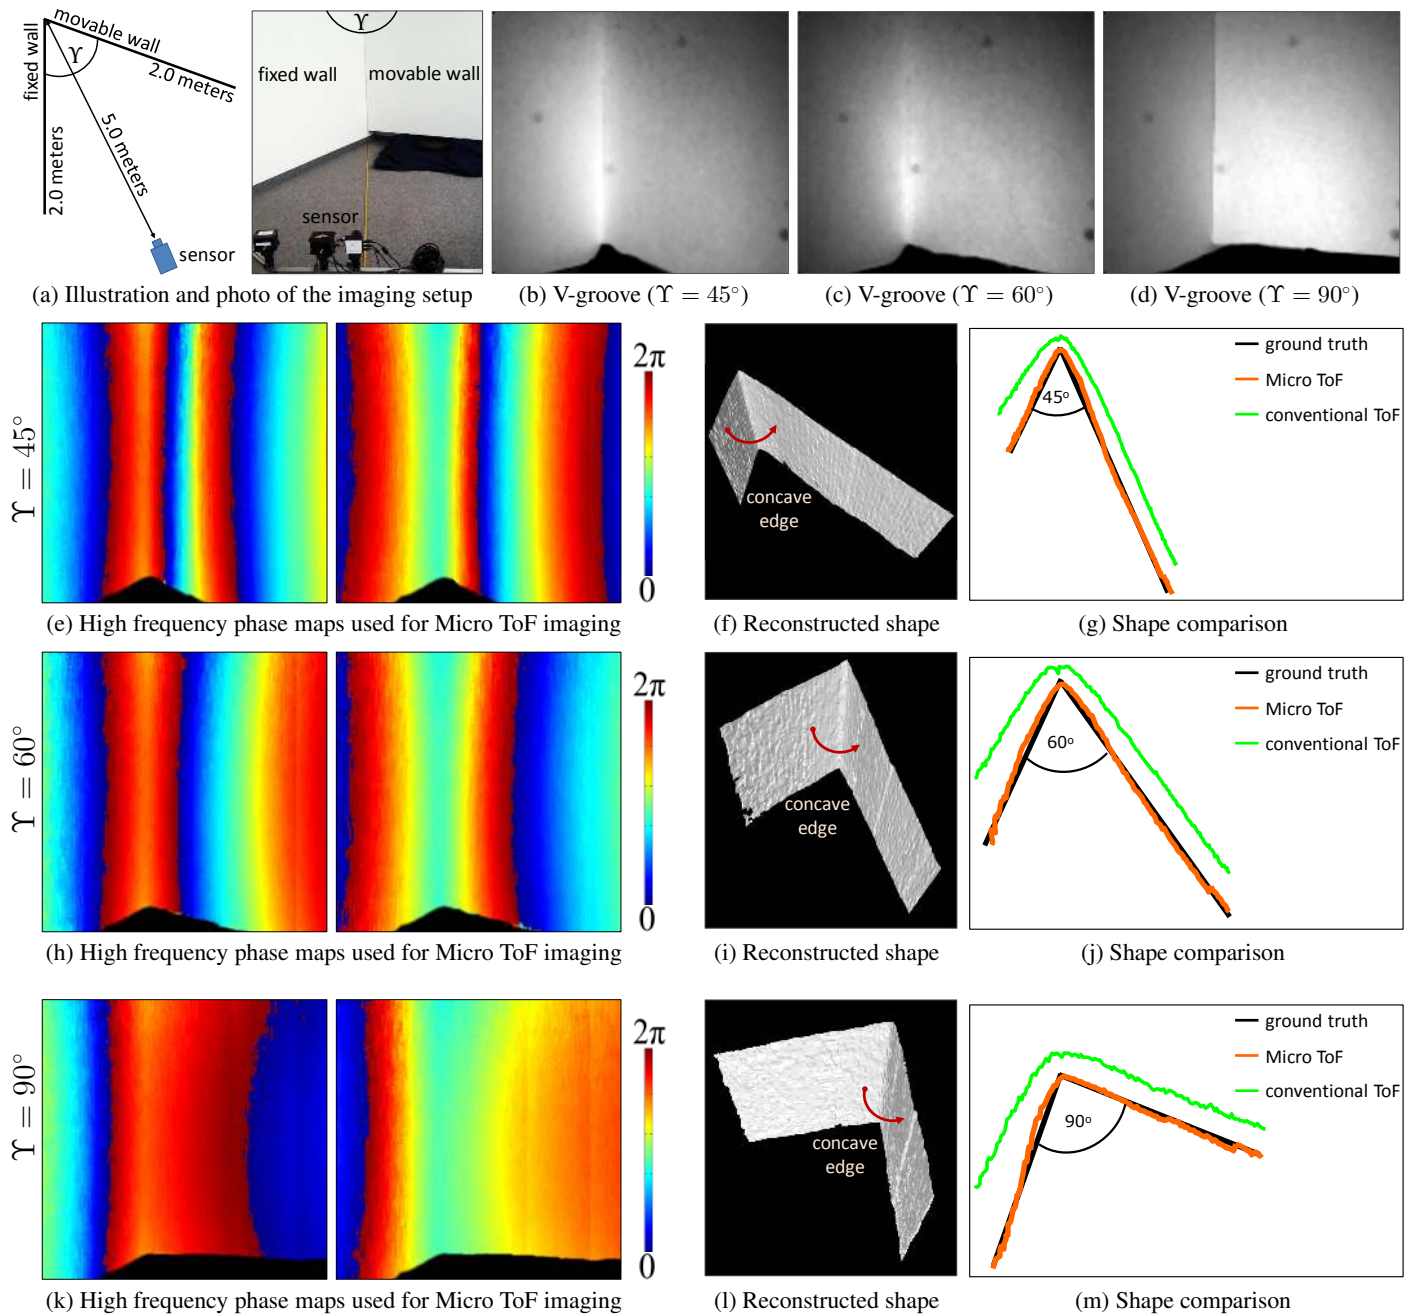 movable wall
fixed wall
ϒ
2.0 meters
5.0 meters
2.0 meters
sensor
ϒ
fixed wall
movable wall
sensor
(a) Illustration and photo of the imaging setup
(b) V-groove (ϒ = 45°)
(c) V-groove (ϒ = 60°)
(d) V-groove (ϒ = 90°)
ϒ = 45°
2π
0
concave
edge
45°
ground truth
Micro ToF
conventional ToF
(e) High frequency phase maps used for Micro ToF imaging
(f) Reconstructed shape
(g) Shape comparison
ϒ = 60°
2π
0
concave
edge
60°
ground truth
Micro ToF
conventional ToF
(h) High frequency phase maps used for Micro ToF imaging
(i) Reconstructed shape
(j) Shape comparison
ϒ = 90°
2π
0
concave
edge
90°
ground truth
Micro ToF
conventional ToF
(k) High frequency phase maps used for Micro ToF imaging
(l) Reconstructed shape
(m) Shape comparison